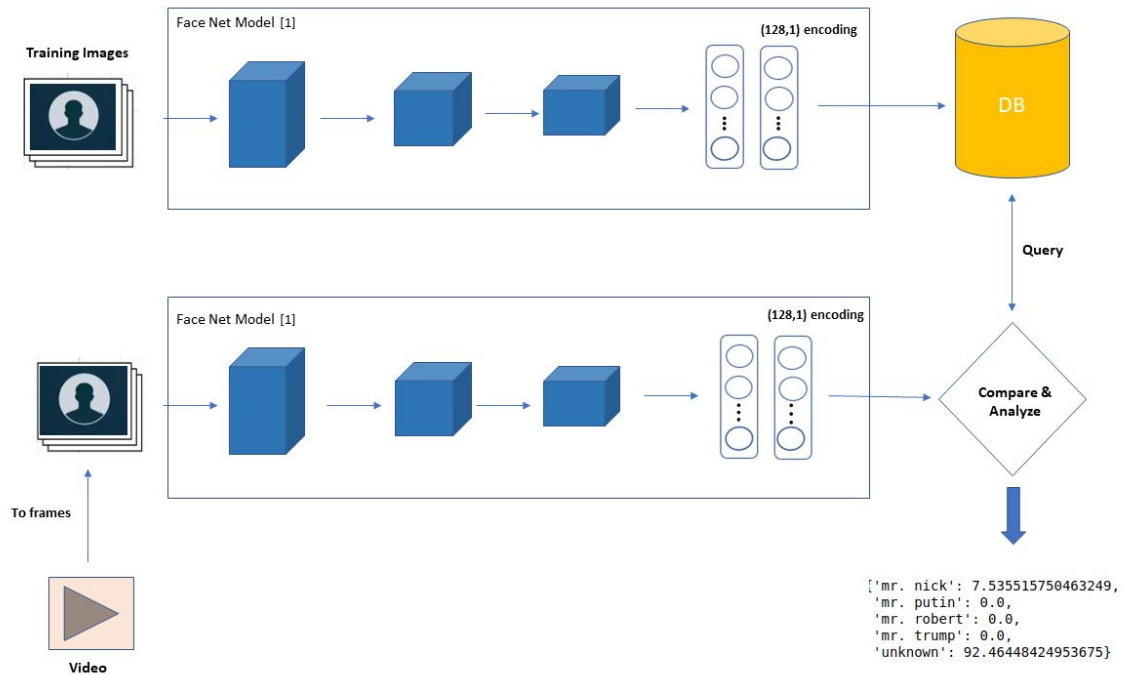 Face Net Model [1]
(128,1) encoding
Training Images
DB
Query
Face Net Model [1]
(128,1) encoding
Compare &
Analyze
To frames
Video
{'mr. nick': 7.535515750463249,
'mr. putin': 0.0,
'mr. robert': 0.0,
'mr. trump': 0.0,
'unknown': 92.46448424953675}